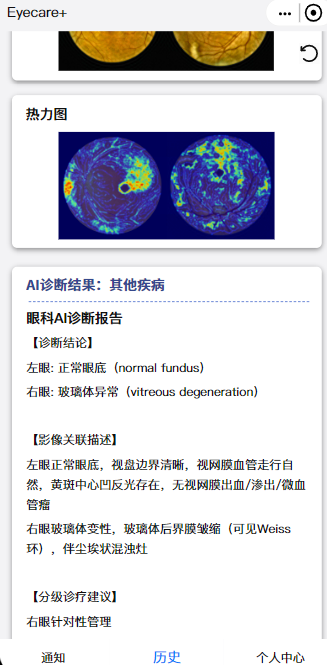 Eyecare+
热力图
AI诊断结果：其他疾病
眼科AI诊断报告
【诊断结论】
左眼: 正常眼底（normal fundus）
右眼: 玻璃体异常（vitreous degeneration）
【影像关联描述】
左眼正常眼底，视盘边界清晰，视网膜血管走行自
然，黄斑中心凹反光存在，无视网膜出血/渗出/微血
管瘤
右眼玻璃体变性，玻璃体后界膜皱缩（可见Weiss
环），伴尘埃状混浊灶
【分级诊疗建议】
右眼针对性管理
通知
历史
个人中心